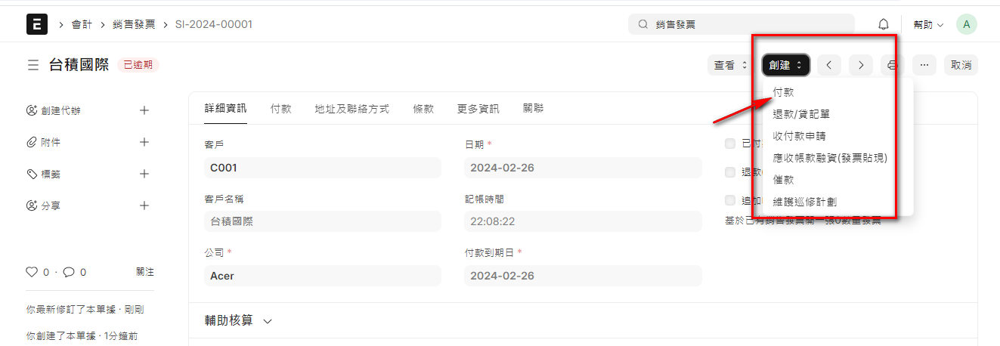 E 會計 銷售發票 SI-2024-00001 銷售發票 幫助 A
台積國際 已逾期 查看 創建 ··· 取消
付款
退款/貸記單
收付款申請
應收帳款融資(發票貼現)
催款
維護巡修計劃
創建代辦
附件
標籤
分享
0 · 0 關注
你最新修訂了本單據 · 剛剛
你創建了本單據 · 1分鐘前
詳細資訊 付款 地址及聯絡方式 條款 更多資訊 關聯
客戶
C001
客戶名稱
台積國際
公司 *
Acer
日期 *
2024-02-26
記帳時間
22:08:22
付款到期日 *
2024-02-26
已付
退款
追加
基於已有銷售發票開一張0數量發票
輔助核算